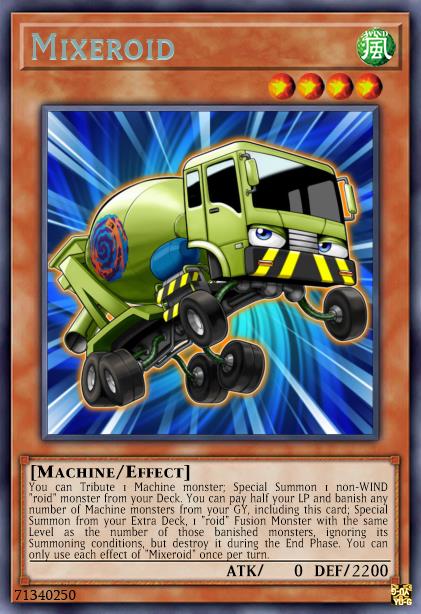 MIXEROID
WIND
風
[MACHINE/EFFECT]
You can Tribute 1 Machine monster; Special Summon 1 non-WIND
"roid" monster from your Deck. You can pay half your LP and banish any
number of Machine monsters from your GY, including this card; Special
Summon from your Extra Deck, 1 "roid" Fusion Monster with the same
Level as the number of those banished monsters, ignoring its
Summoning conditions, but destroy it during the End Phase. You can
only use each effect of "Mixeroid" once per turn.
ATK/ 0 DEF/2200
71340250